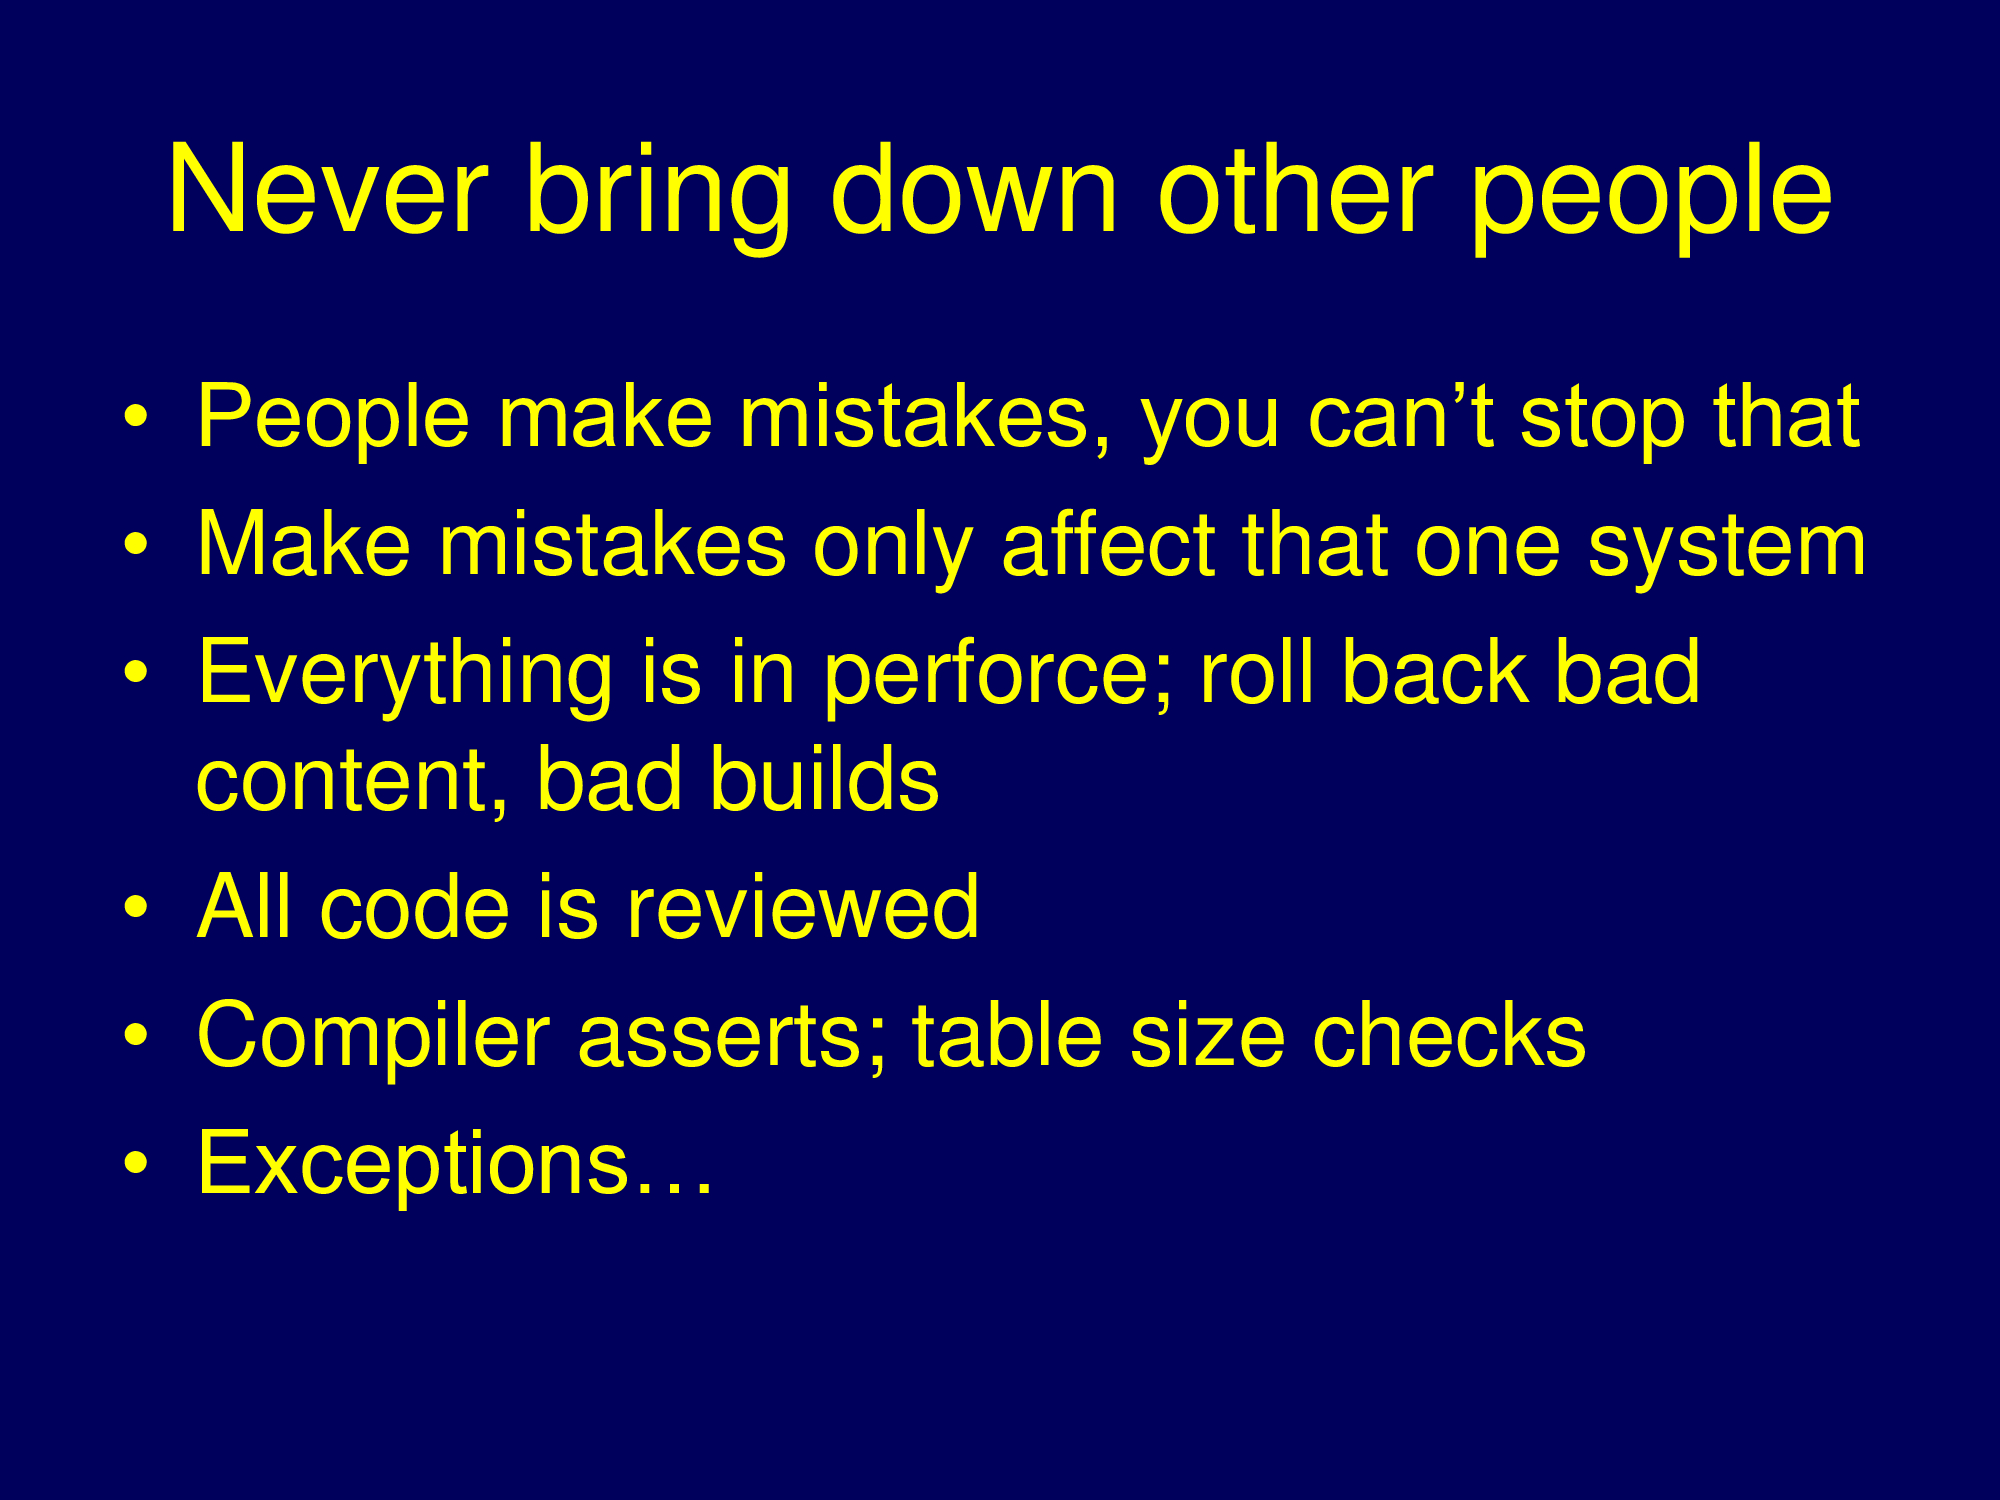 Never bring down other people
• People make mistakes, you can’t stop that
• Make mistakes only affect that one system
• Everything is in perforce; roll back bad
content, bad builds
• All code is reviewed
• Compiler asserts; table size checks
• Exceptions…